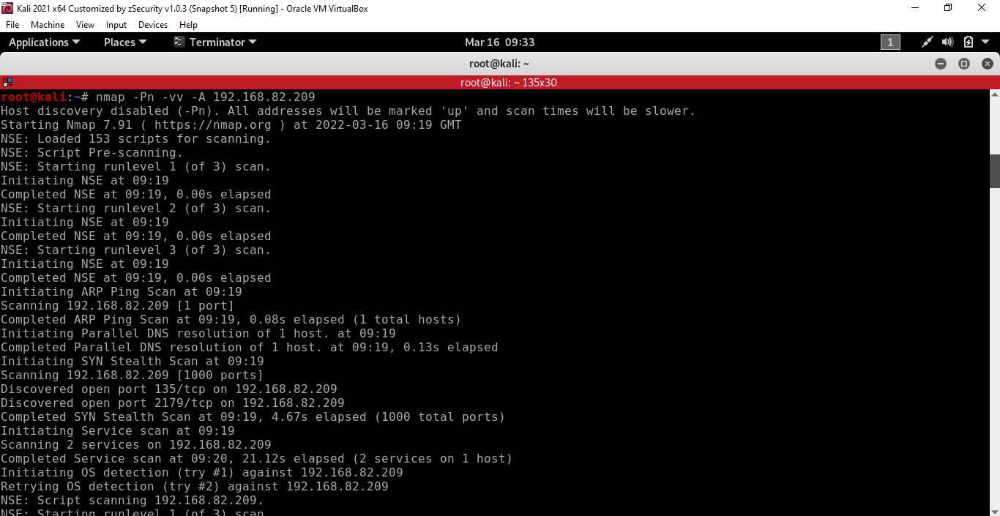 Kali 2021 x64 Customized by zSecurity v1.0.3 (Snapshot 5) [Running] - Oracle VM VirtualBox
File Machine View Input Devices Help
Applications Places Terminator Mar 16 09:33 1
root@kali: ~
root@kali: ~ 135x30
root@kali:~# nmap -Pn -vv -A 192.168.82.209
Host discovery disabled (-Pn). All addresses will be marked 'up' and scan times will be slower.
Starting Nmap 7.91 ( https://nmap.org ) at 2022-03-16 09:19 GMT
NSE: Loaded 153 scripts for scanning.
NSE: Script Pre-scanning.
NSE: Starting runlevel 1 (of 3) scan.
Initiating NSE at 09:19
Completed NSE at 09:19, 0.00s elapsed
NSE: Starting runlevel 2 (of 3) scan.
Initiating NSE at 09:19
Completed NSE at 09:19, 0.00s elapsed
NSE: Starting runlevel 3 (of 3) scan.
Initiating NSE at 09:19
Completed NSE at 09:19, 0.00s elapsed
Initiating ARP Ping Scan at 09:19
Scanning 192.168.82.209 [1 port]
Completed ARP Ping Scan at 09:19, 0.08s elapsed (1 total hosts)
Initiating Parallel DNS resolution of 1 host. at 09:19
Completed Parallel DNS resolution of 1 host. at 09:19, 0.13s elapsed
Initiating SYN Stealth Scan at 09:19
Scanning 192.168.82.209 [1000 ports]
Discovered open port 135/tcp on 192.168.82.209
Discovered open port 2179/tcp on 192.168.82.209
Completed SYN Stealth Scan at 09:19, 4.67s elapsed (1000 total ports)
Initiating Service scan at 09:19
Scanning 2 services on 192.168.82.209
Completed Service scan at 09:20, 21.12s elapsed (2 services on 1 host)
Initiating OS detection (try #1) against 192.168.82.209
Retrying OS detection (try #2) against 192.168.82.209
NSE: Script scanning 192.168.82.209.
NSE: Starting runlevel 1 (of 3) scan